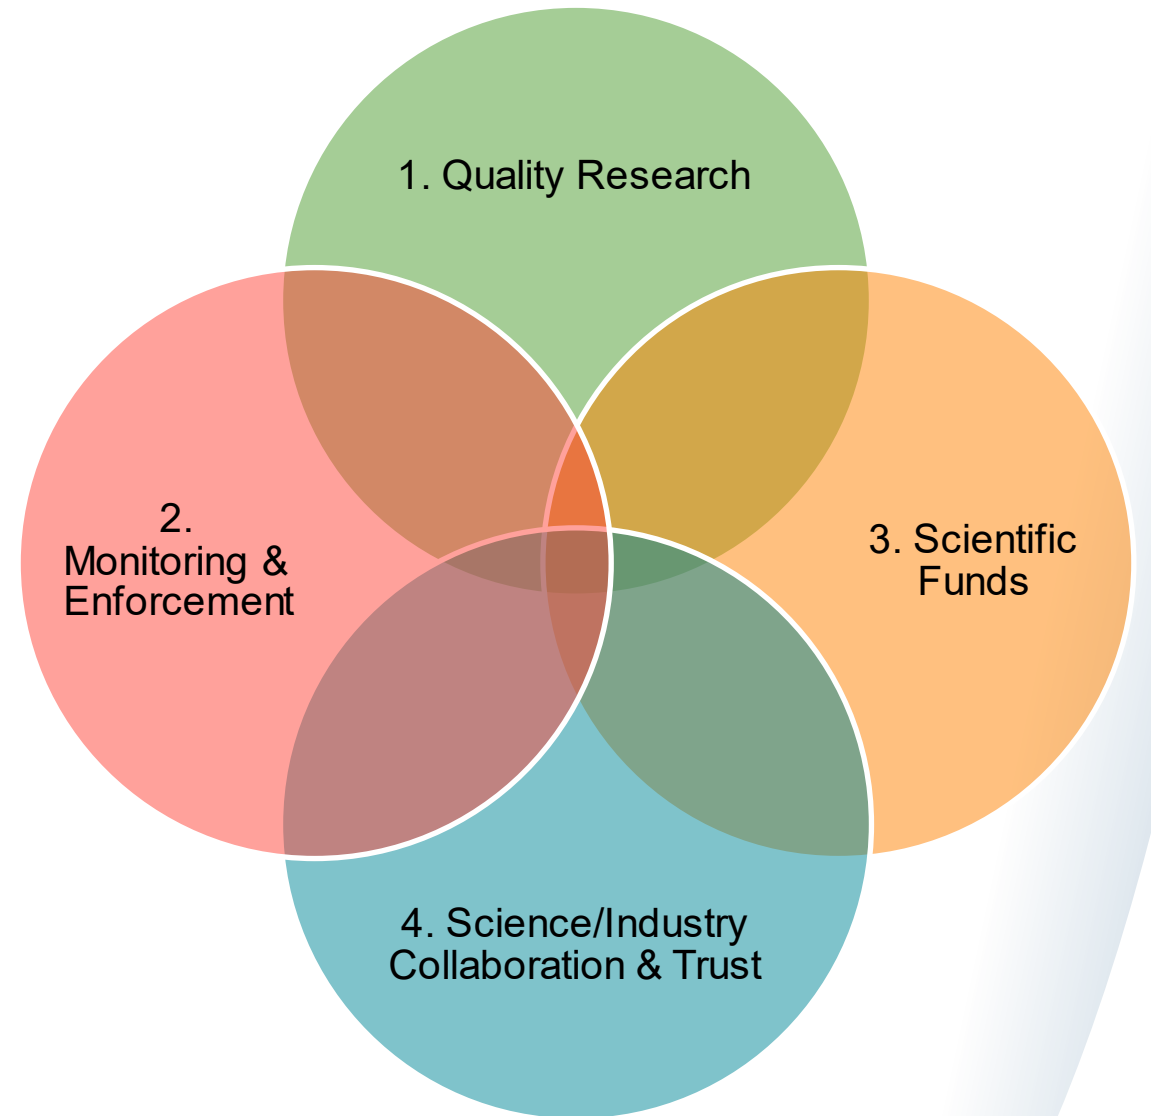 1. Quality Research
2.
Monitoring &
Enforcement
3. Scientific
Funds
4. Science/Industry
Collaboration & Trust